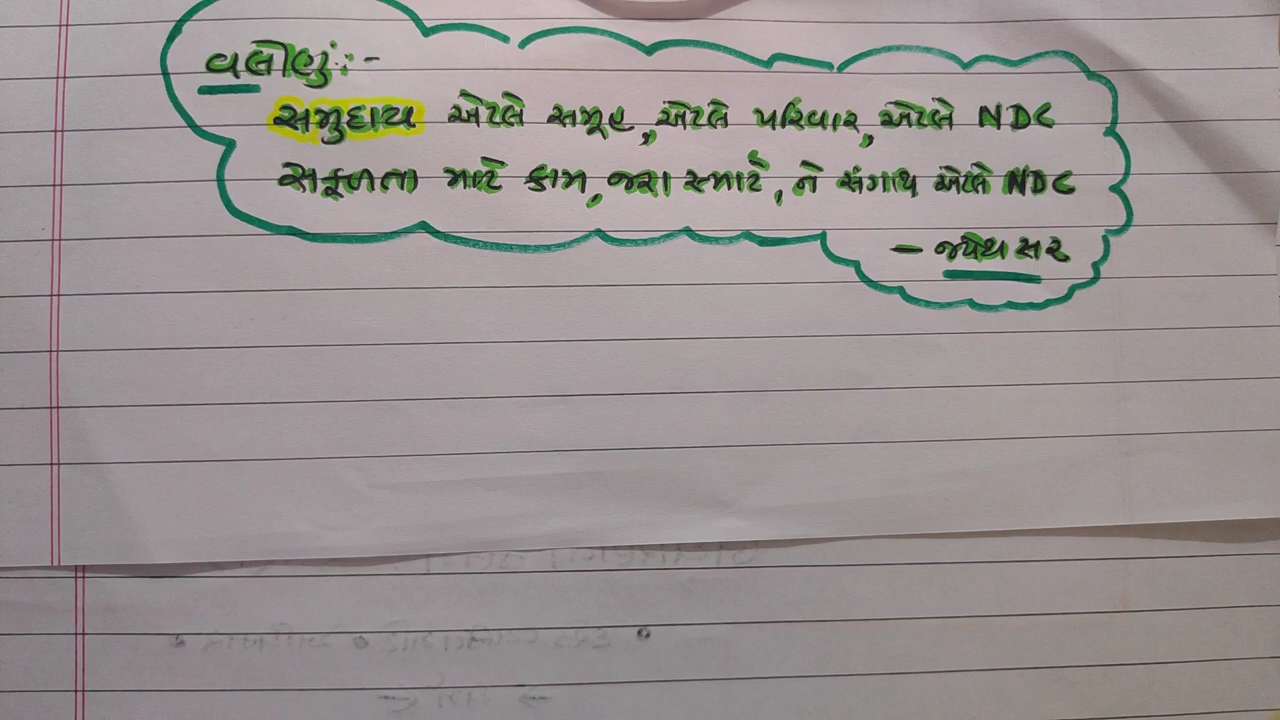 વલોણું:-
સમુદાય એટલે સમૂહ, એટલે પરિવાર, એટલે NDC
સફળતા માટે કામ, જરા સ્માર્ટ, ને સંગાથ એટલે NDC
- જયેશ સર